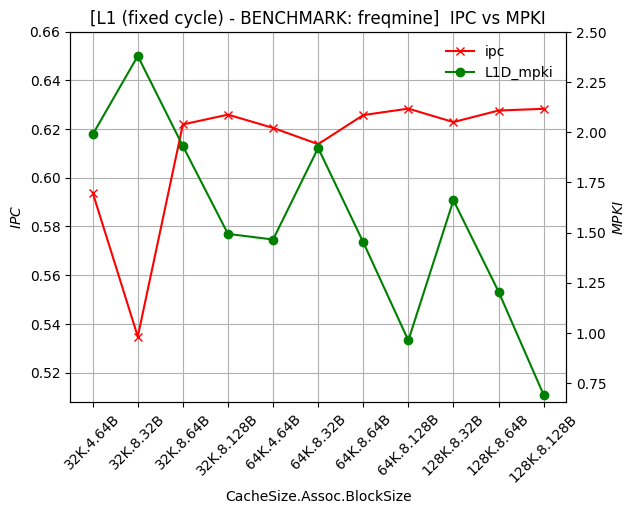 [L1 (fixed cycle) - BENCHMARK: freqmine]  IPC vs MPKI
ipc
L1D_mpki
IPC
0.66
0.64
0.62
0.60
0.58
0.56
0.54
0.52
MPKI
2.50
2.25
2.00
1.75
1.50
1.25
1.00
0.75
32K.4.64B
32K.8.32B
32K.8.64B
32K.8.128B
64K.4.64B
64K.8.32B
64K.8.64B
64K.8.128B
128K.8.32B
128K.8.64B
128K.8.128B
CacheSize.Assoc.BlockSize